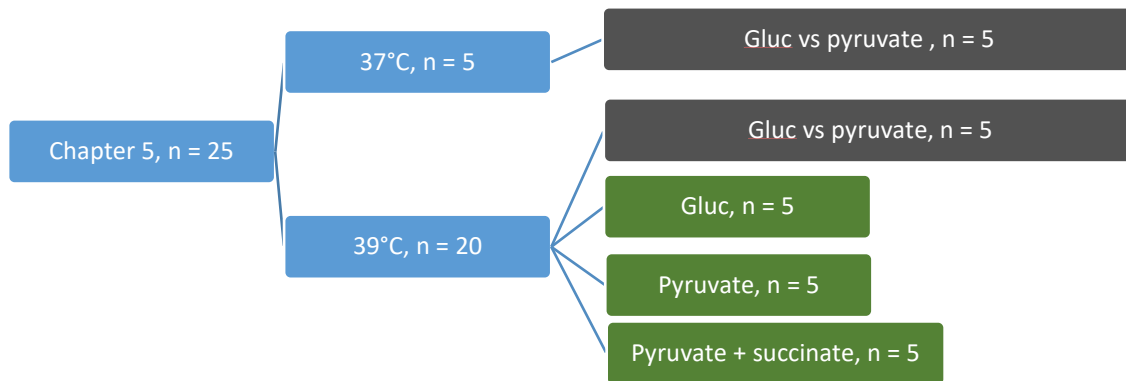 Chapter 5, n = 25
37°C, n = 5
Gluc vs pyruvate , n = 5
39°C, n = 20
Gluc vs pyruvate, n = 5
Gluc, n = 5
Pyruvate, n = 5
Pyruvate + succinate, n = 5